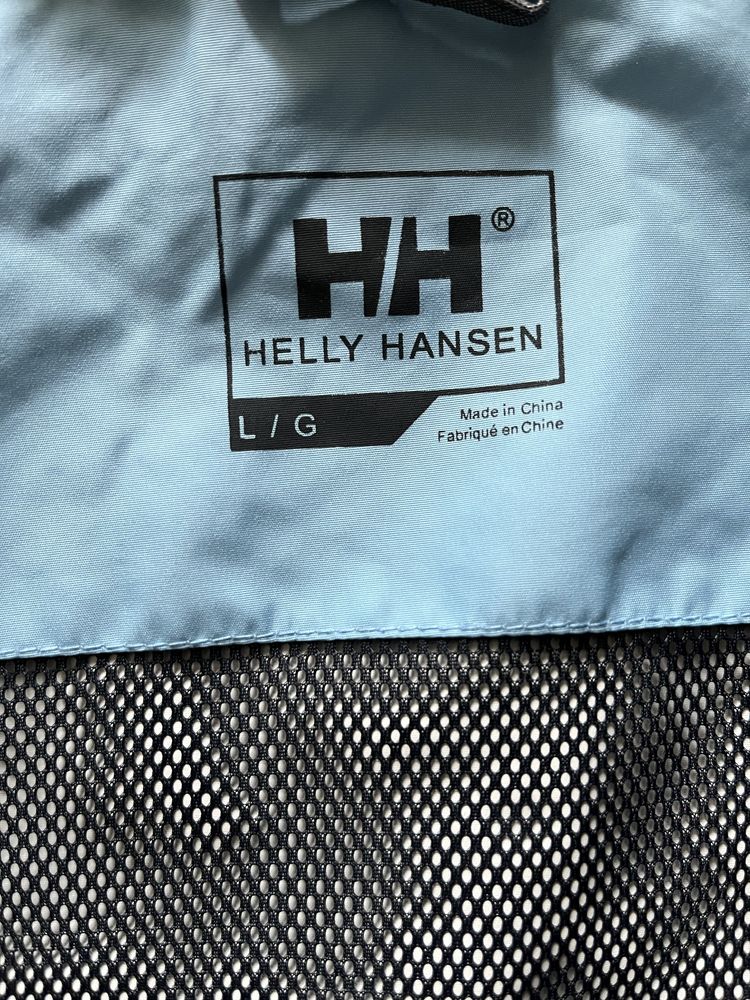 HH®
HELLY HANSEN
L / G
Made in China
Fabriqué en Chine